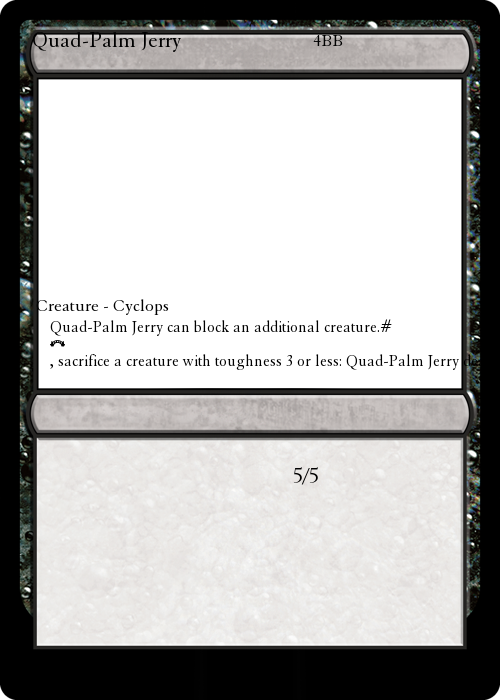 Quad-Palm Jerry 4BB
Creature - Cyclops
Quad-Palm Jerry can block an additional creature.#
, sacrifice a creature with toughness 3 or less: Quad-Palm Jerry
5/5